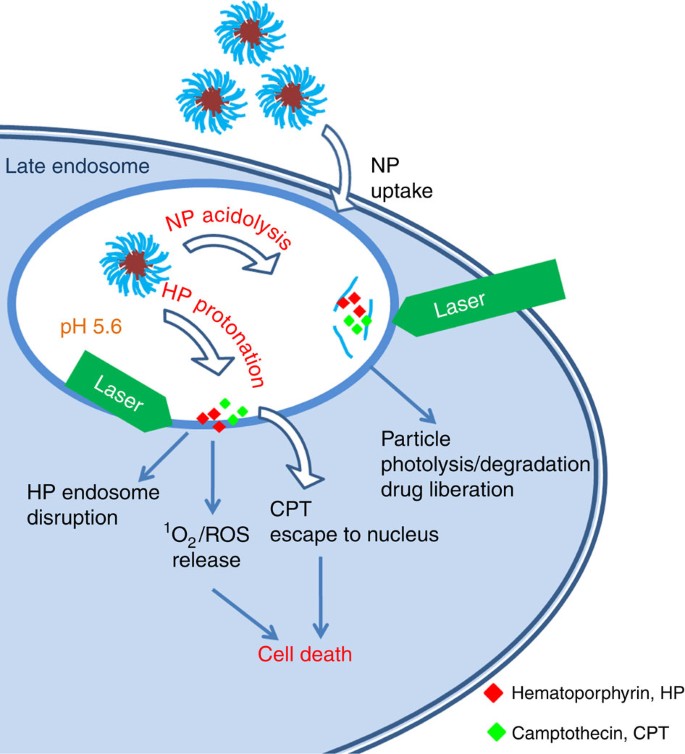 Late endosome
NP
uptake
NP acidolysis
HP protonation
pH 5.6
Laser
Laser
Particle
photolysis/degradation
drug liberation
HP endosome
disruption
¹O₂/ROS
release
CPT
escape to nucleus
Cell death
Hematoporphyrin, HP
Camptothecin, CPT